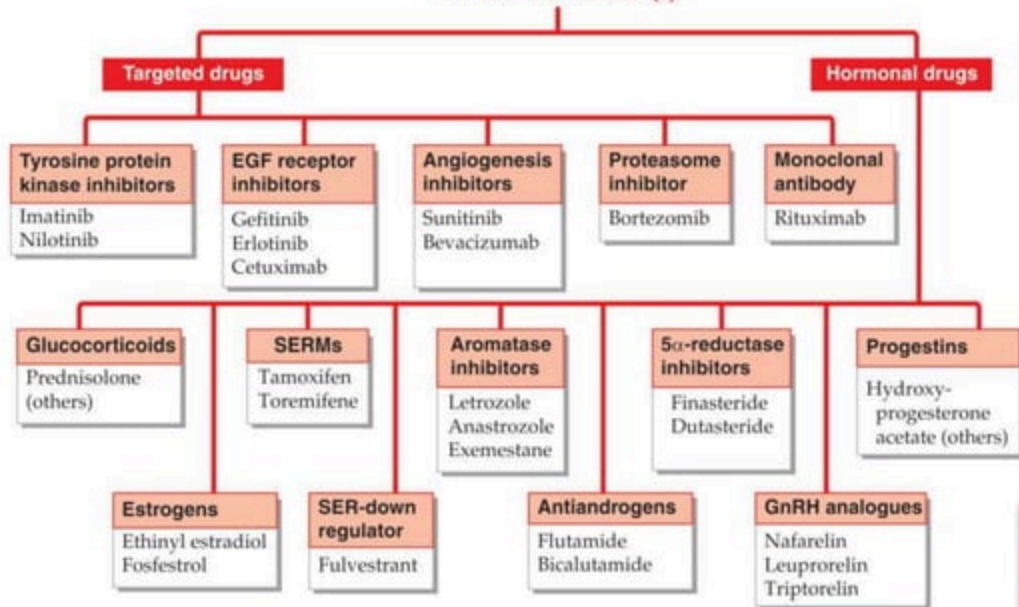 Targeted drugs
Hormonal drugs
Tyrosine protein
kinase inhibitors
Imatinib
Nilotinib
EGF receptor
inhibitors
Gefitinib
Erlotinib
Cetuximab
Angiogenesis
inhibitors
Sunitinib
Bevacizumab
Proteasome
inhibitor
Bortezomib
Monoclonal
antibody
Rituximab
Glucocorticoids
Prednisolone
(others)
SERMs
Tamoxifen
Toremifene
Aromatase
inhibitors
Letrozole
Anastrozole
Exemestane
5α-reductase
inhibitors
Finasteride
Dutasteride
Progestins
Hydroxy-
progesterone
acetate (others)
Estrogens
Ethinyl estradiol
Fosfestrol
SER-down
regulator
Fulvestrant
Antiandrogens
Flutamide
Bicalutamide
GnRH analogues
Nafarelin
Leuprorelin
Triptorelin